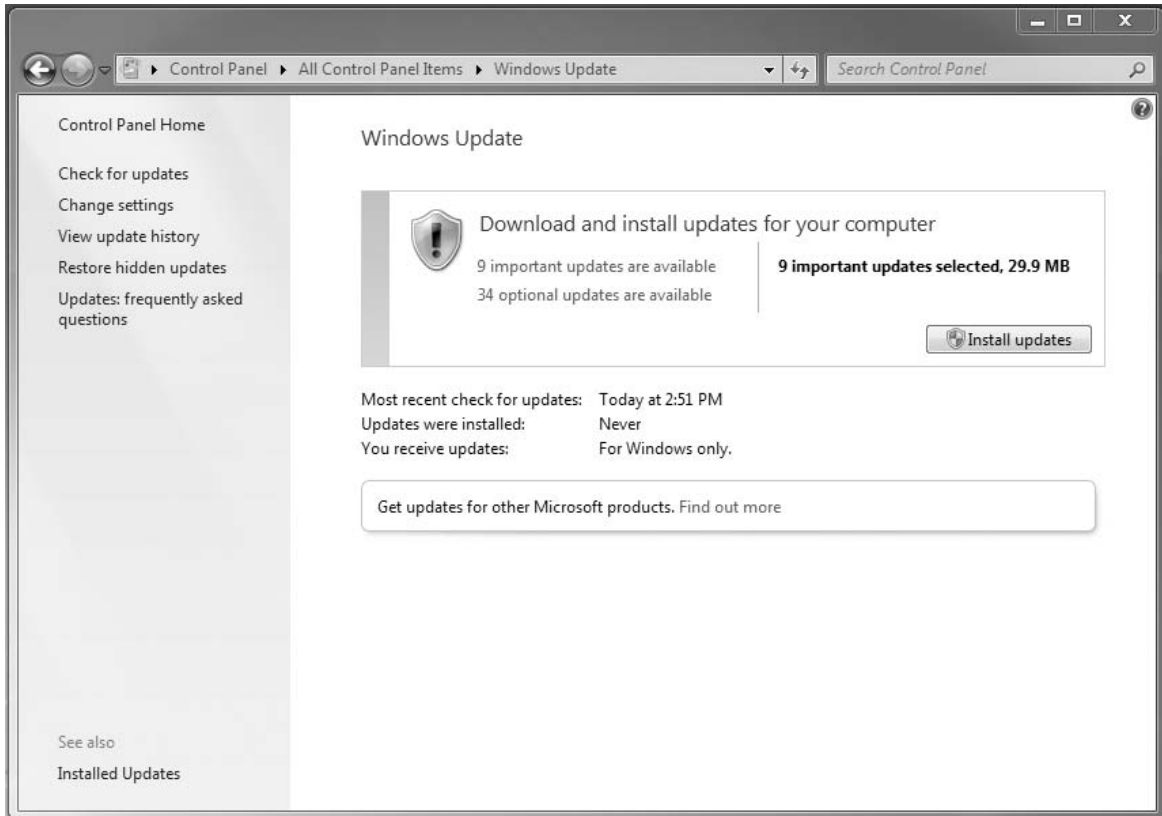 Control Panel ▸ All Control Panel Items ▸ Windows Update
Search Control Panel
Control Panel Home
Check for updates
Change settings
View update history
Restore hidden updates
Updates: frequently asked
questions
See also
Installed Updates
Windows Update
Download and install updates for your computer
9 important updates are available
34 optional updates are available
9 important updates selected, 29.9 MB
Install updates
Most recent check for updates: Today at 2:51 PM
Updates were installed: Never
You receive updates: For Windows only.
Get updates for other Microsoft products. Find out more